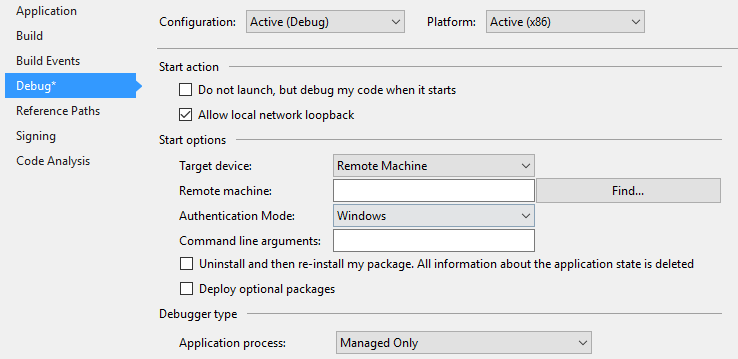 Application
Build
Build Events
Debug*
Reference Paths
Signing
Code Analysis
Configuration: Active (Debug) Platform: Active (x86)
Start action
Do not launch, but debug my code when it starts
Allow local network loopback
Start options
Target device: Remote Machine
Remote machine: Find...
Authentication Mode: Windows
Command line arguments:
Uninstall and then re-install my package. All information about the application state is deleted
Deploy optional packages
Debugger type
Application process: Managed Only